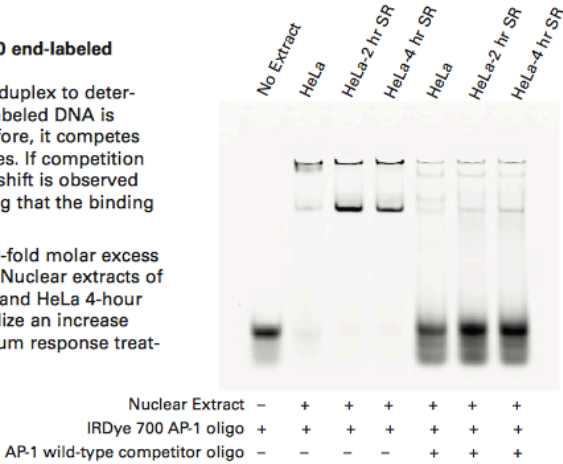 0 end-labeled
duplex to deter-
beled DNA is
fore, it competes
es. If competition
shift is observed
g that the binding
-fold molar excess
Nuclear extracts of
and HeLa 4-hour
lize an increase
um response treat-
No Extract
HeLa
HeLa-2 hr SR
HeLa-4 hr SR
HeLa
HeLa-2 hr SR
HeLa-4 hr SR
Nuclear Extract – + + + + + +
IRDye 700 AP-1 oligo + + + + + + +
AP-1 wild-type competitor oligo – – – – + + +